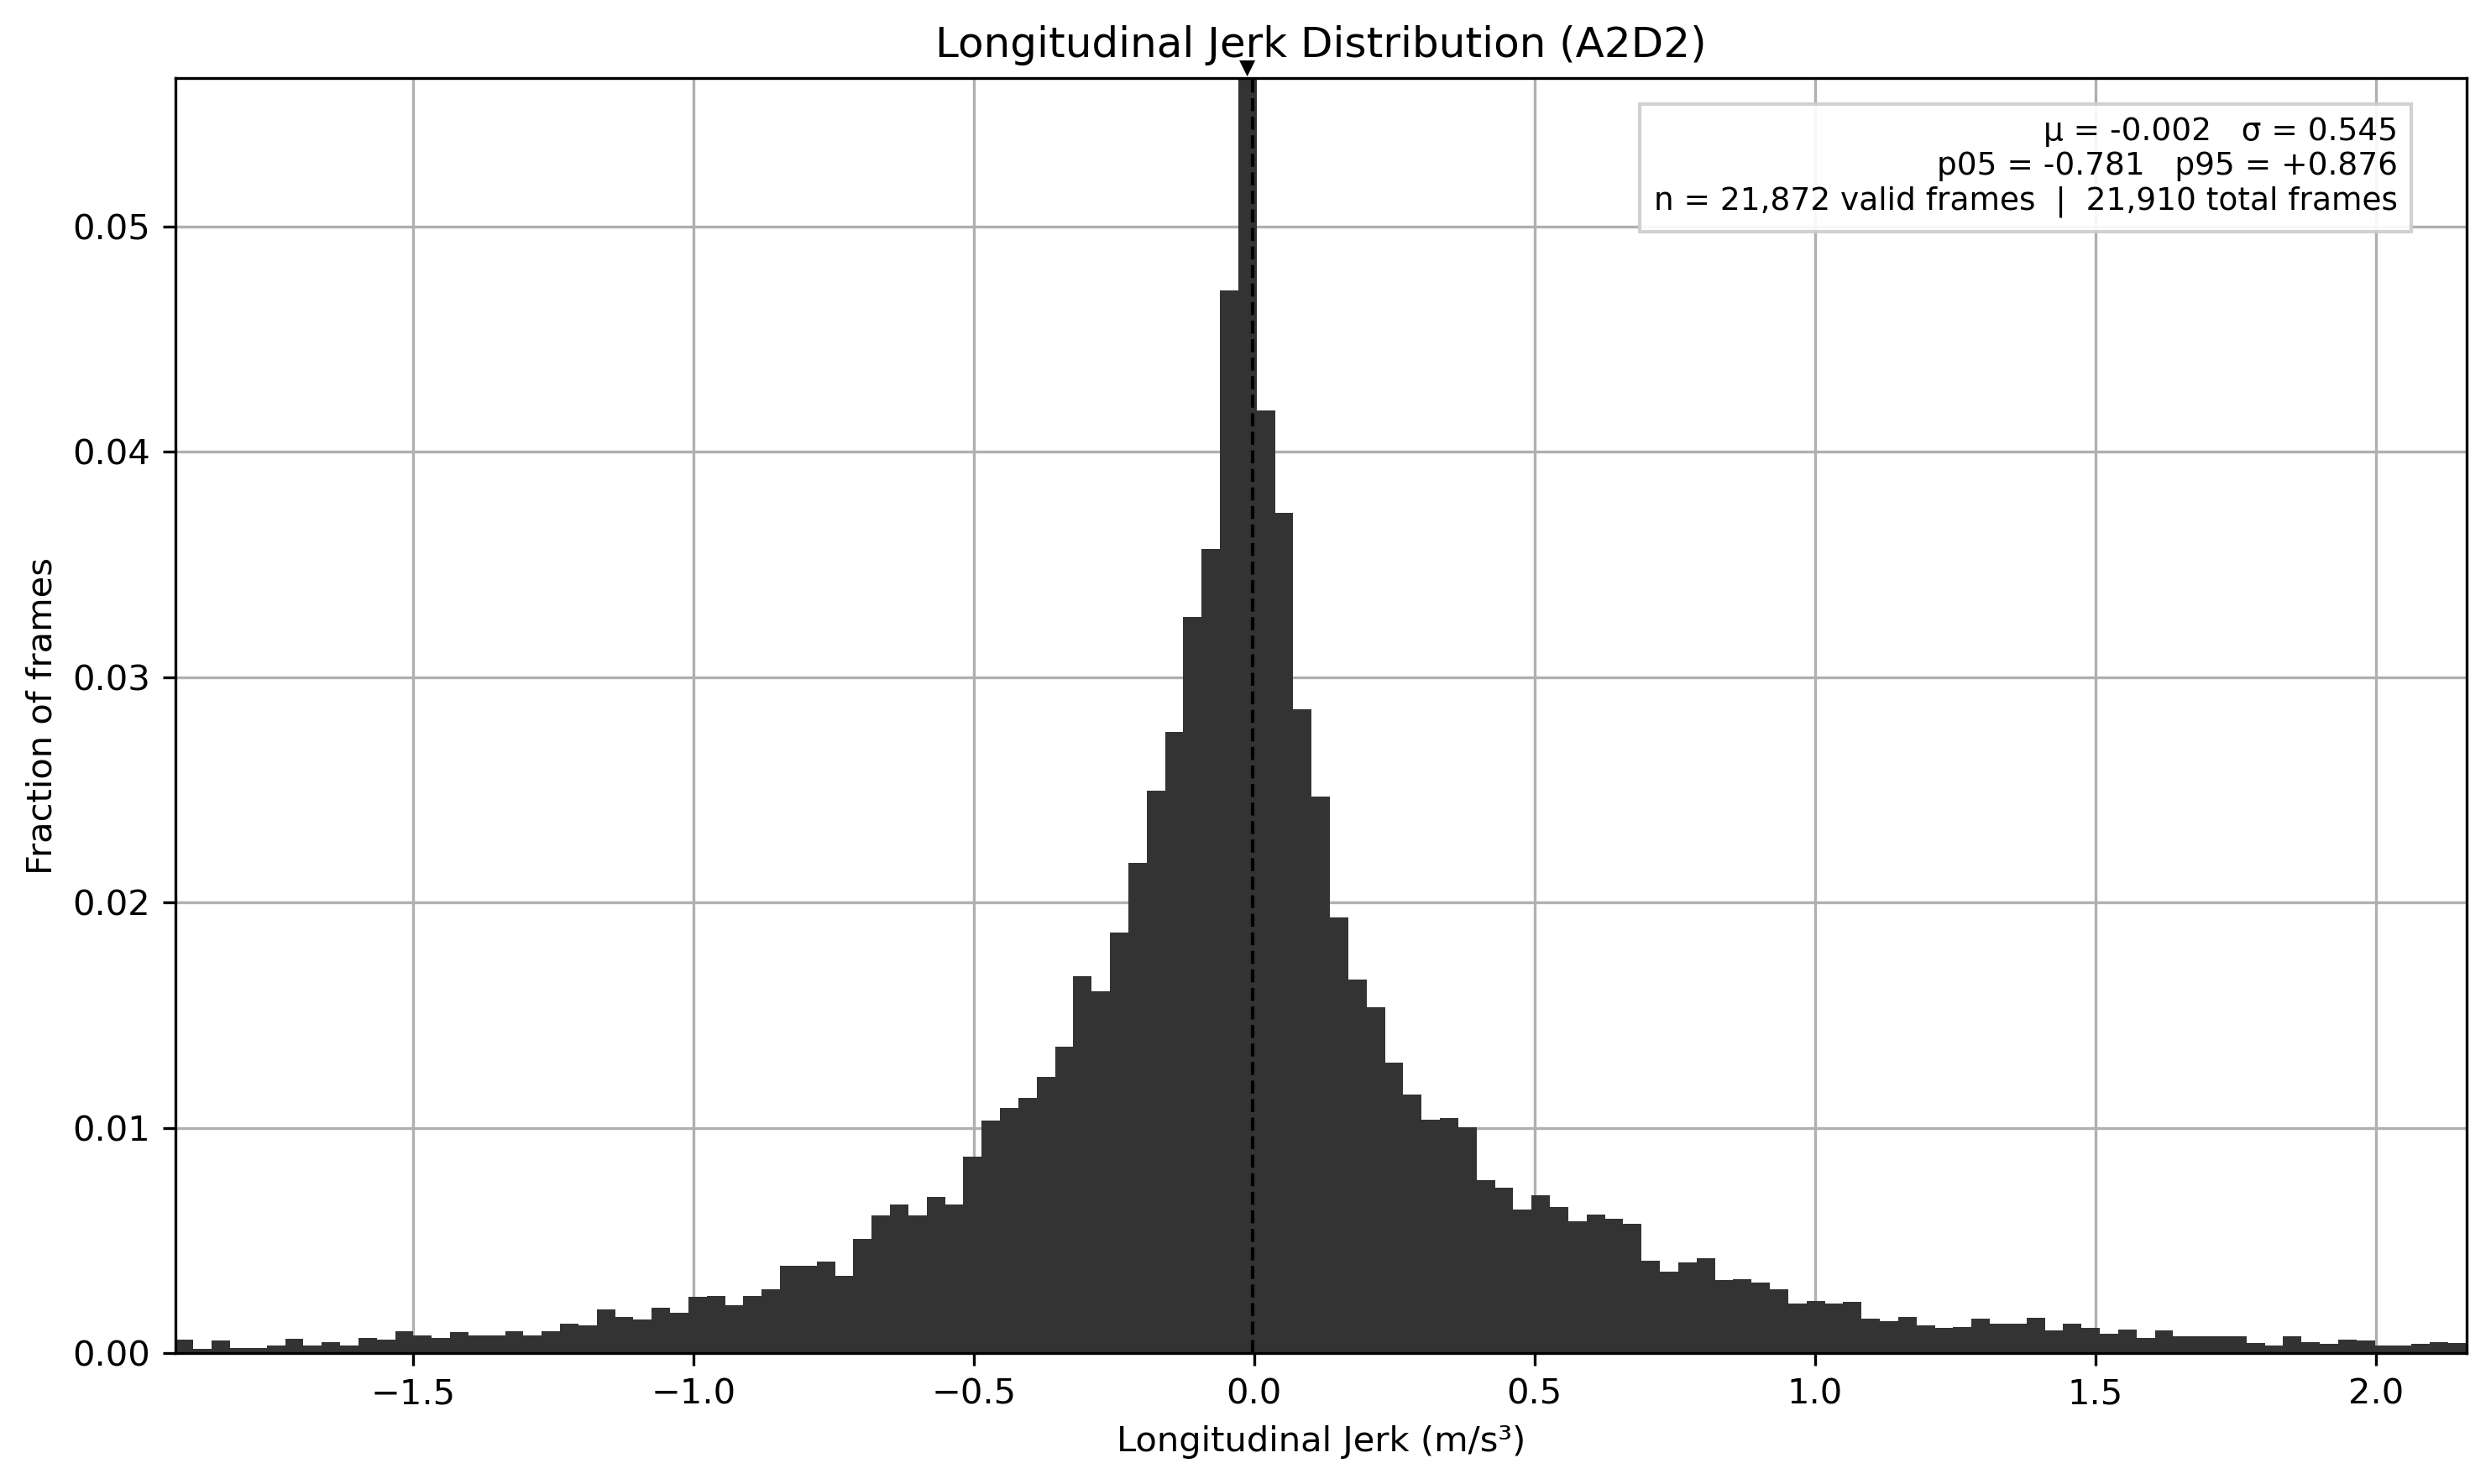 Longitudinal Jerk Distribution (A2D2)
μ = -0.002   σ = 0.545
p05 = -0.781   p95 = +0.876
n = 21,872 valid frames  |  21,910 total frames
Fraction of frames
0.05
0.04
0.03
0.02
0.01
0.00
−1.5
−1.0
−0.5
0.0
0.5
1.0
1.5
2.0
Longitudinal Jerk (m/s³)